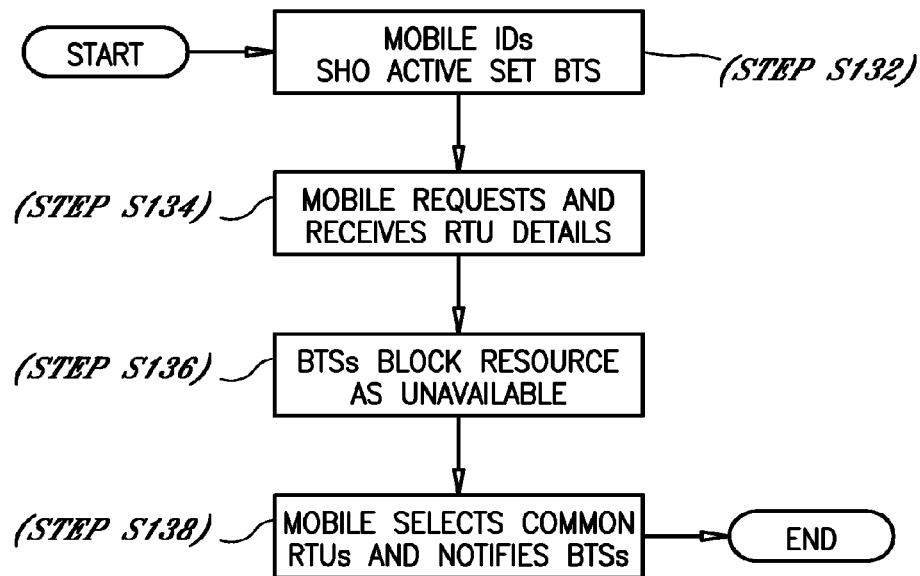 START
MOBILE IDs
SHO ACTIVE SET BTS
(STEP S132)
(STEP S134)
MOBILE REQUESTS AND
RECEIVES RTU DETAILS
(STEP S136)
BTSs BLOCK RESOURCE
AS UNAVAILABLE
(STEP S138)
MOBILE SELECTS COMMON
RTUs AND NOTIFIES BTSs
END